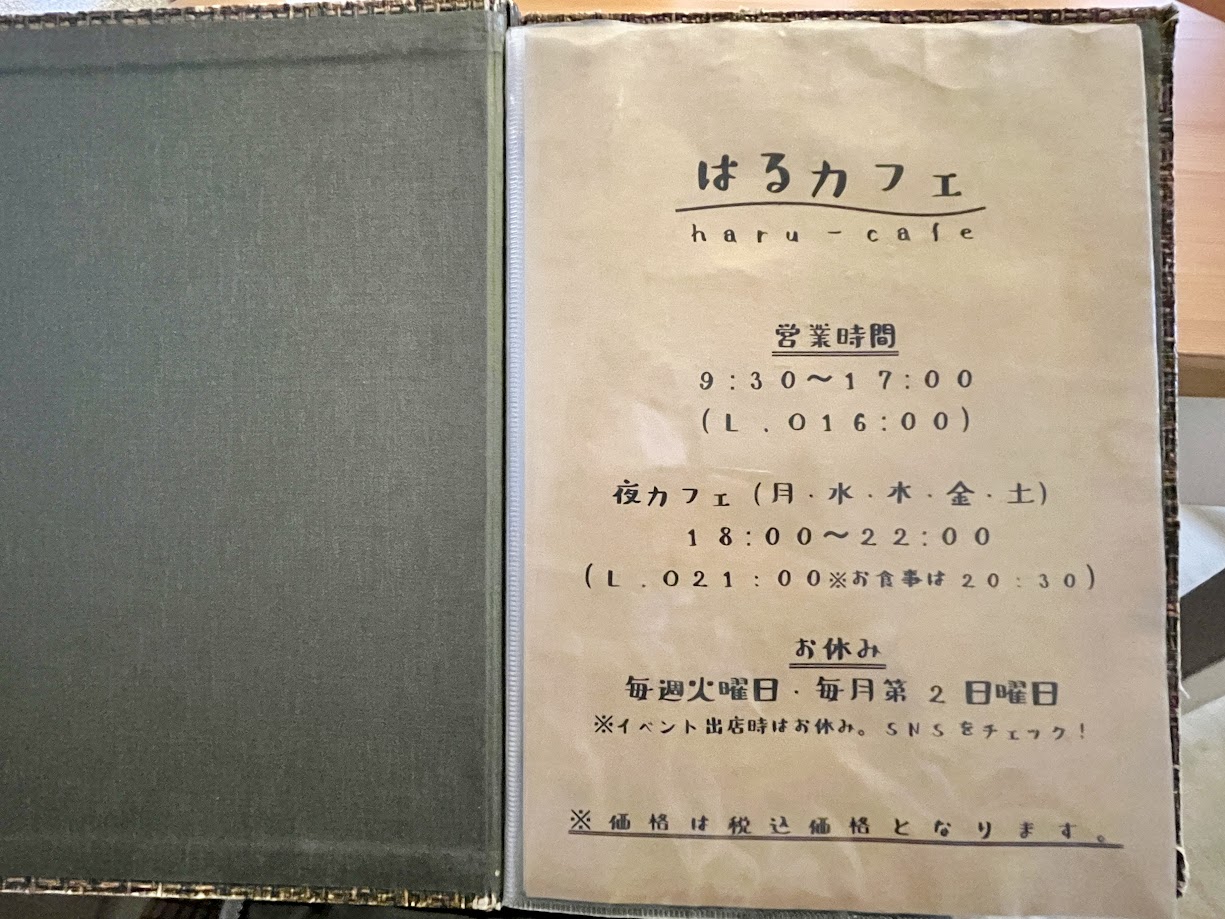 はるカフェ
haru-cafe
営業時間
9:30〜17:00
(L.O16:00)
夜カフェ(月・水・木・金・土)
18:00〜22:00
(L.O21:00※お食事は20:30)
お休み
毎週火曜日・毎月第2日曜日
※イベント出店時はお休み。SNSをチェック!
※価格は税込価格となります。